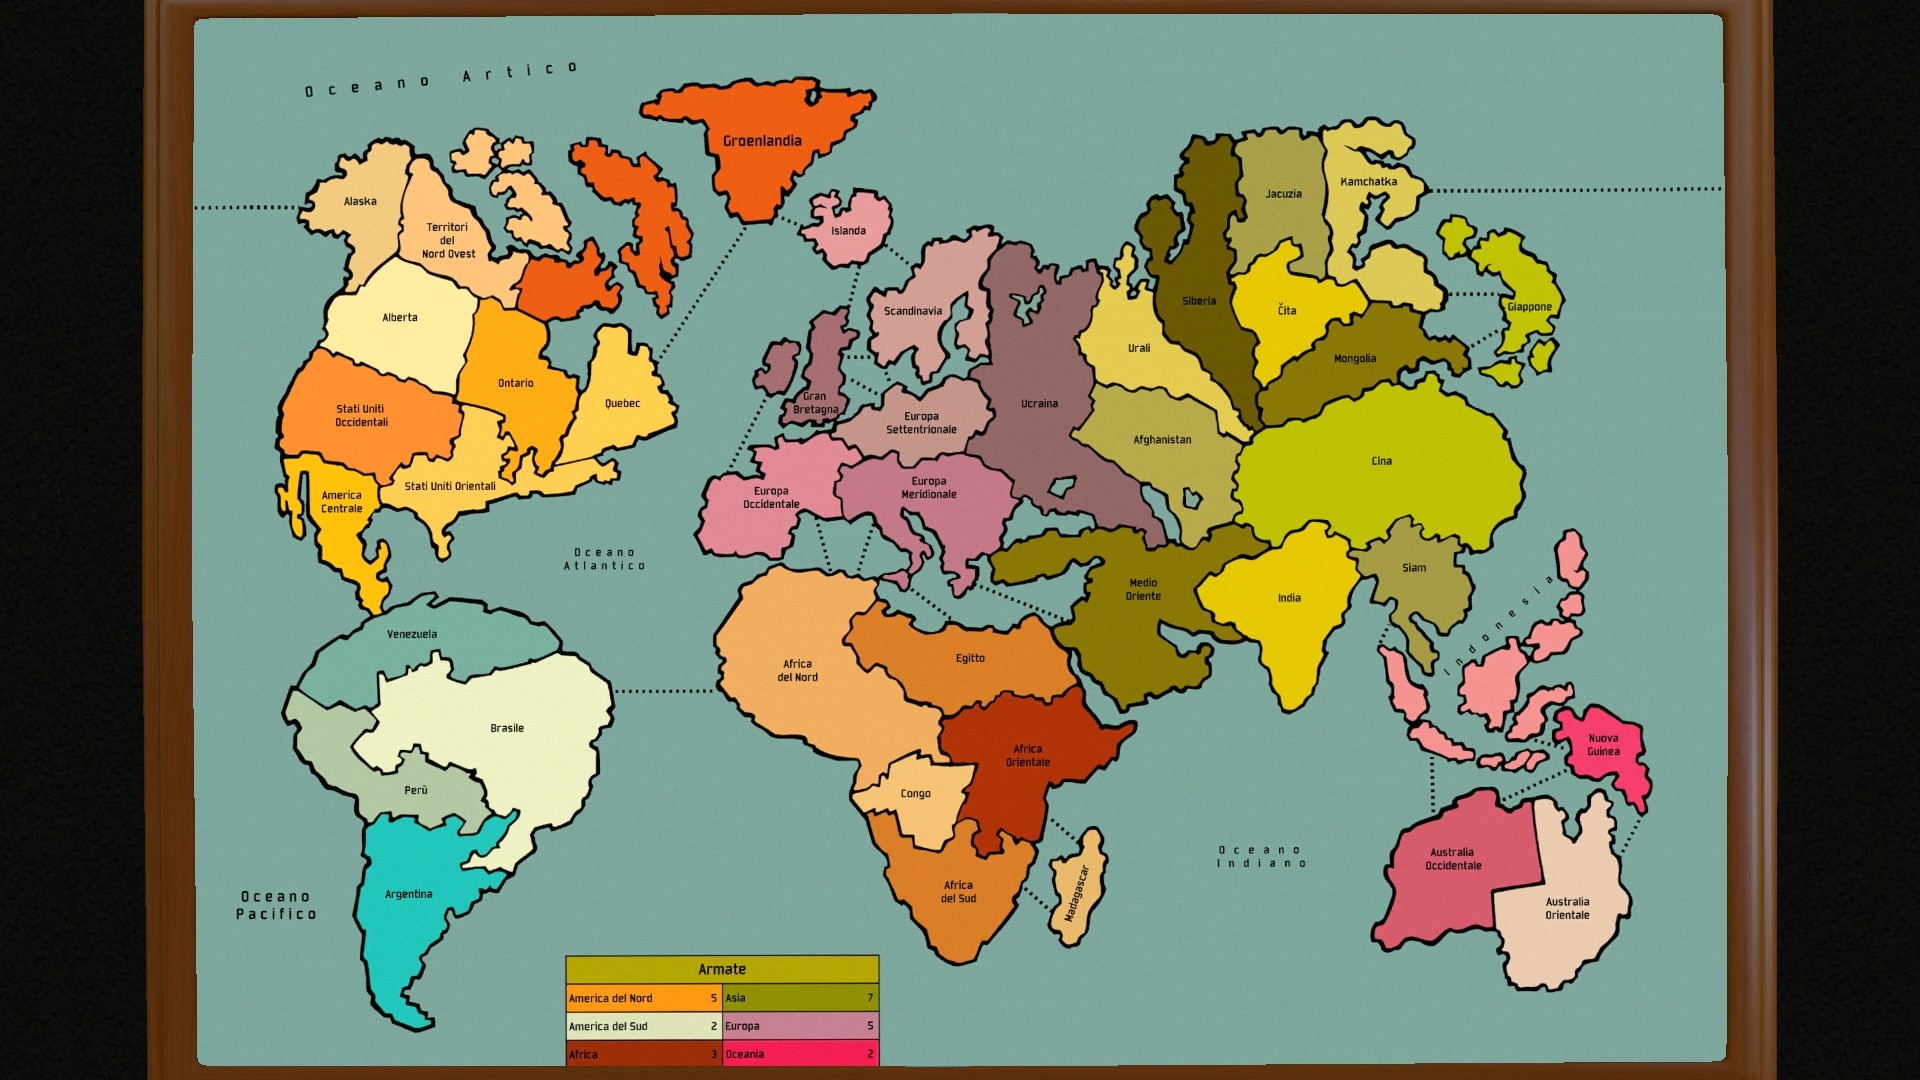 Oceano Artico
Groenlandia
Alaska
Territori
del
Nord Ovest
Islanda
Jacuzia
Kamchatka
Alberta
Scandinavia
Siberia
Čita
Giappone
Urali
Mongolia
Ontario
Quebec
Stati Uniti
Occidentali
Gran
Bretagna
Europa
Settentrionale
Ucraina
Afghanistan
Cina
Stati Uniti Orientali
America
Centrale
Europa
Occidentale
Europa
Meridionale
Oceano
Atlantico
Medio
Oriente
India
Siam
Indonesia
Venezuela
Brasile
Perù
Argentina
Africa
del Nord
Egitto
Africa
Orientale
Congo
Africa
del Sud
Madagascar
Nuova
Guinea
Australia
Occidentale
Australia
Orientale
Oceano
Indiano
Oceano
Pacifico
Armate
America del Nord 5 Asia 7
America del Sud 2 Europa 5
Africa 3 Oceania 2